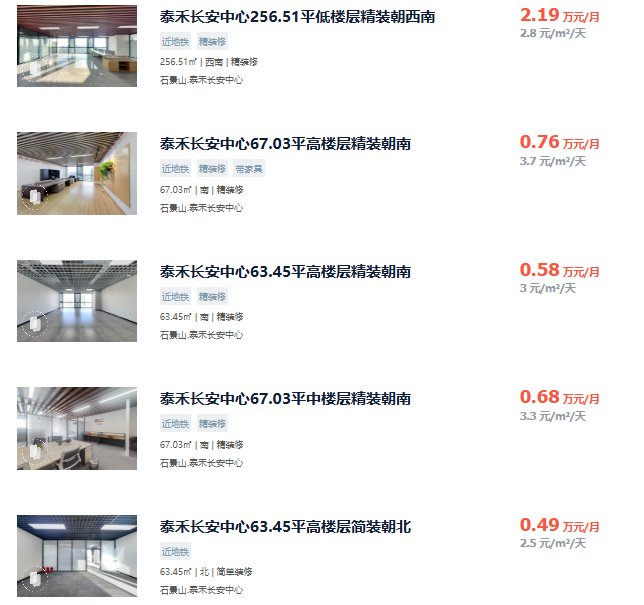 泰禾长安中心256.51平低楼层精装朝西南
2.19 万元/月
近地铁 精装修
2.8 元/m²/天
256.51㎡ | 西南 | 精装修
石景山.泰禾长安中心
泰禾长安中心67.03平高楼层精装朝南
0.76 万元/月
近地铁 精装修 带家具
3.7 元/m²/天
67.03㎡ | 南 | 精装修
石景山.泰禾长安中心
泰禾长安中心63.45平高楼层精装朝南
0.58 万元/月
近地铁 精装修
3 元/m²/天
63.45㎡ | 南 | 精装修
石景山.泰禾长安中心
泰禾长安中心67.03平中楼层精装朝南
0.68 万元/月
近地铁 精装修
3.3 元/m²/天
67.03㎡ | 南 | 精装修
石景山.泰禾长安中心
泰禾长安中心63.45平高楼层简装朝北
0.49 万元/月
近地铁
2.5 元/m²/天
63.45㎡ | 北 | 简单装修
石景山.泰禾长安中心